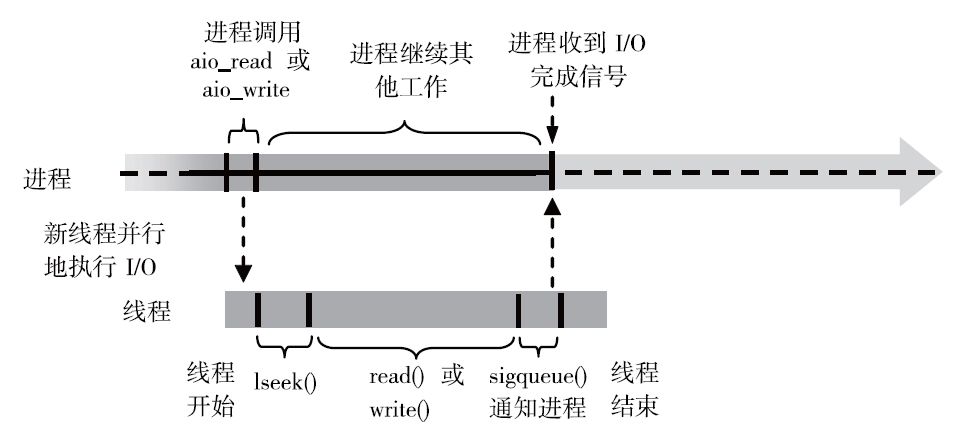 进程调用
aio_read 或
aio_write
进程继续其
他工作
进程收到 I/O
完成信号
进程
新线程并行
地执行 I/O
线程
线程
开始
lseek()
read() 或
write()
sigqueue()
通知进程
线程
结束